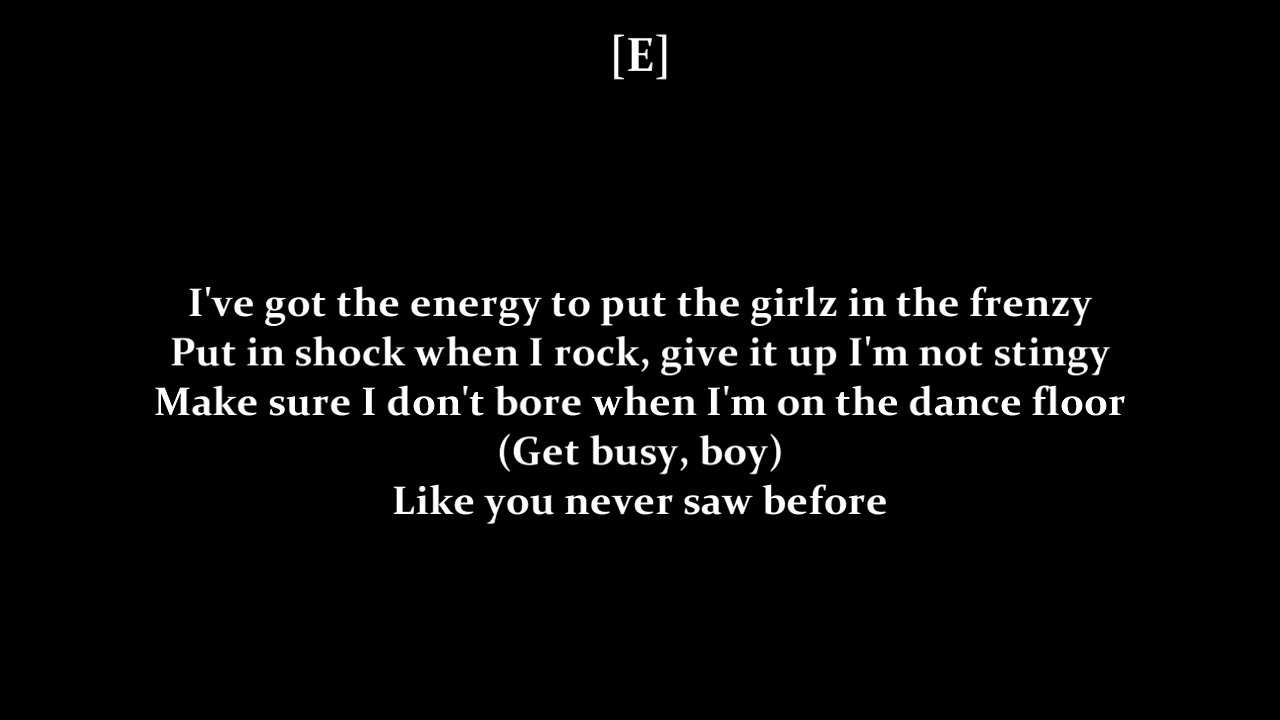 [E]
I've got the energy to put the girlz in the frenzy
Put in shock when I rock, give it up I'm not stingy
Make sure I don't bore when I'm on the dance floor
(Get busy, boy)
Like you never saw before